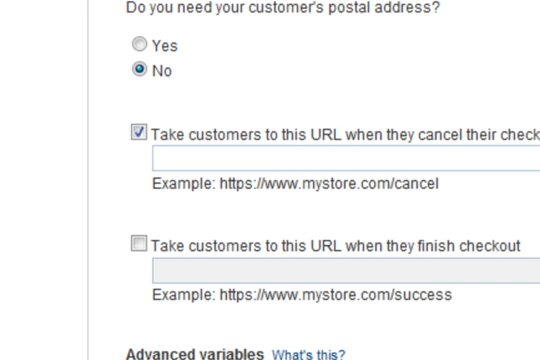 Do you need your customer's postal address?
Yes
No
Take customers to this URL when they cancel their check
Example: https://www.mystore.com/cancel
Take customers to this URL when they finish checkout
Example: https://www.mystore.com/success
Advanced variables What's this?